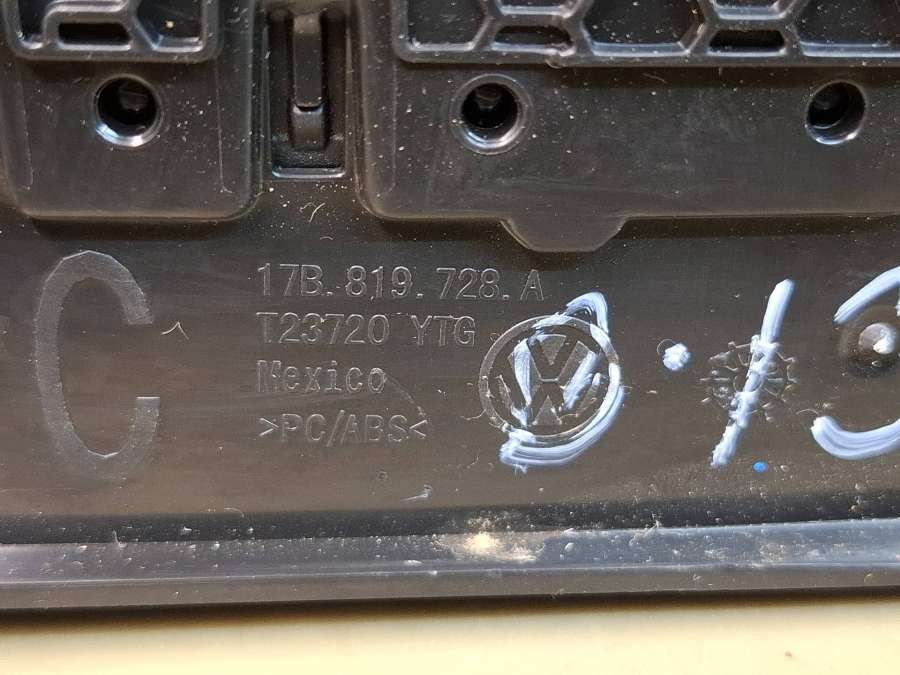 C
17B.819.728.A
T23720 YTG
Mexico
>PC/ABS<